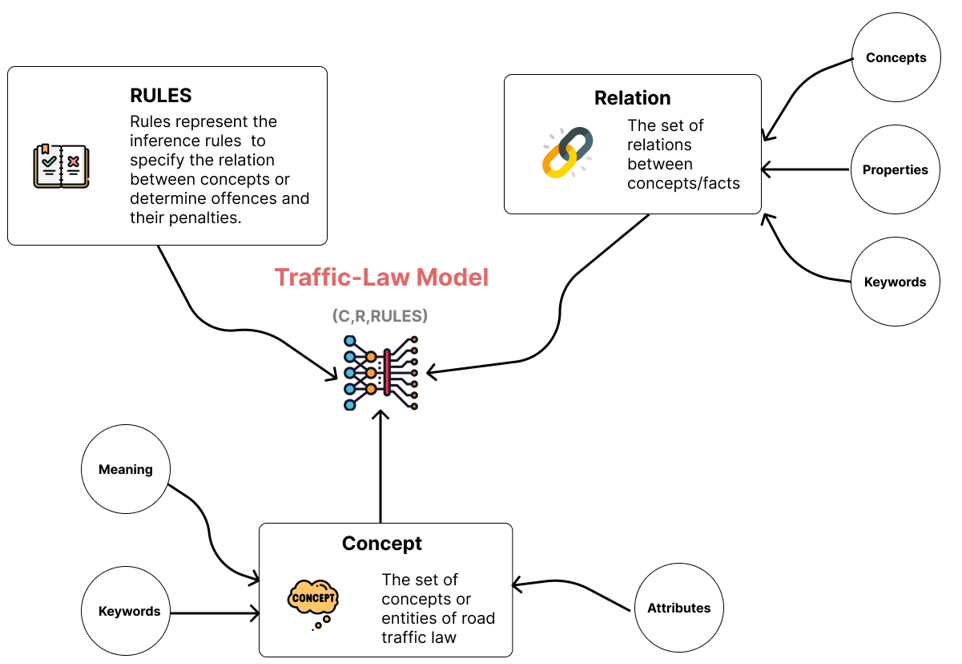 RULES
Rules represent the
inference rules to
specify the relation
between concepts or
determine offences and
their penalties.
Relation
The set of
relations
between
concepts/facts
Concepts
Properties
Keywords
Traffic-Law Model
(C,R,RULES)
Meaning
Keywords
Concept
CONCEPT
The set of
concepts or
entities of road
traffic law
Attributes